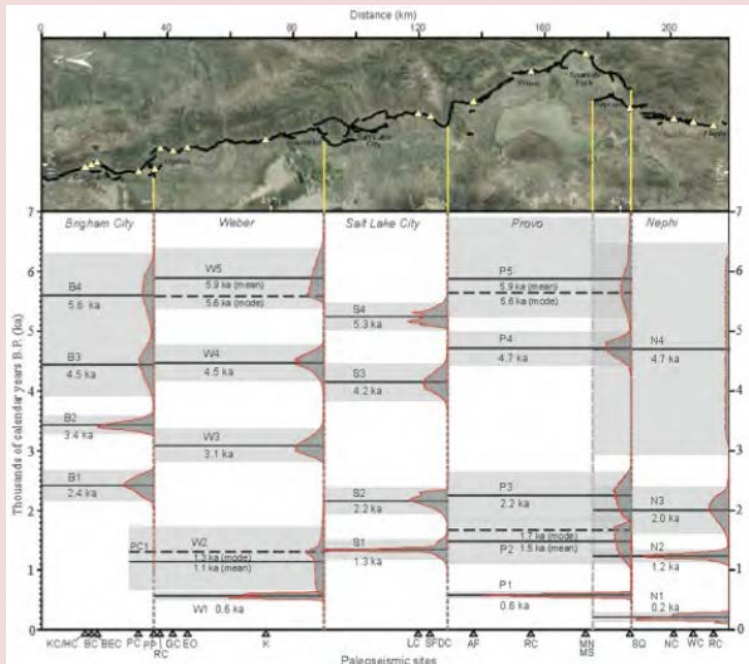 Distance (km)
0 40 80 120 160 200
Provo
7 7
Brigham City Weber Salt Lake City Provo Nephi
6 6
5 5
4 4
3 3
2 2
1 1
0 0
Thousands of calendar years B.P. (ka)
B4
5.6 ka
B3
4.5 ka
B2
3.4 ka
B1
2.4 ka
PC1
W5
5.9 ka (mean)
5.6 ka (mode)
W4
4.5 ka
W3
3.1 ka
W2
1.3 ka (mode)
1.1 ka (mean)
W1 0.6 ka
S4
5.3 ka
S3
4.2 ka
S2
2.2 ka
S1
1.3 ka
P5
5.9 ka (mean)
5.6 ka (mode)
P4
4.7 ka
P3
2.2 ka
1.7 ka (mode)
P2 1.5 ka (mean)
P1
0.6 ka
N4
4.7 ka
N3
2.0 ka
N2
1.2 ka
N1
0.2 ka
KC/HC BC BEC PC PP GC EO K LC SFDC AF RC MN NC WC RC
MS
Paleoseismic sites